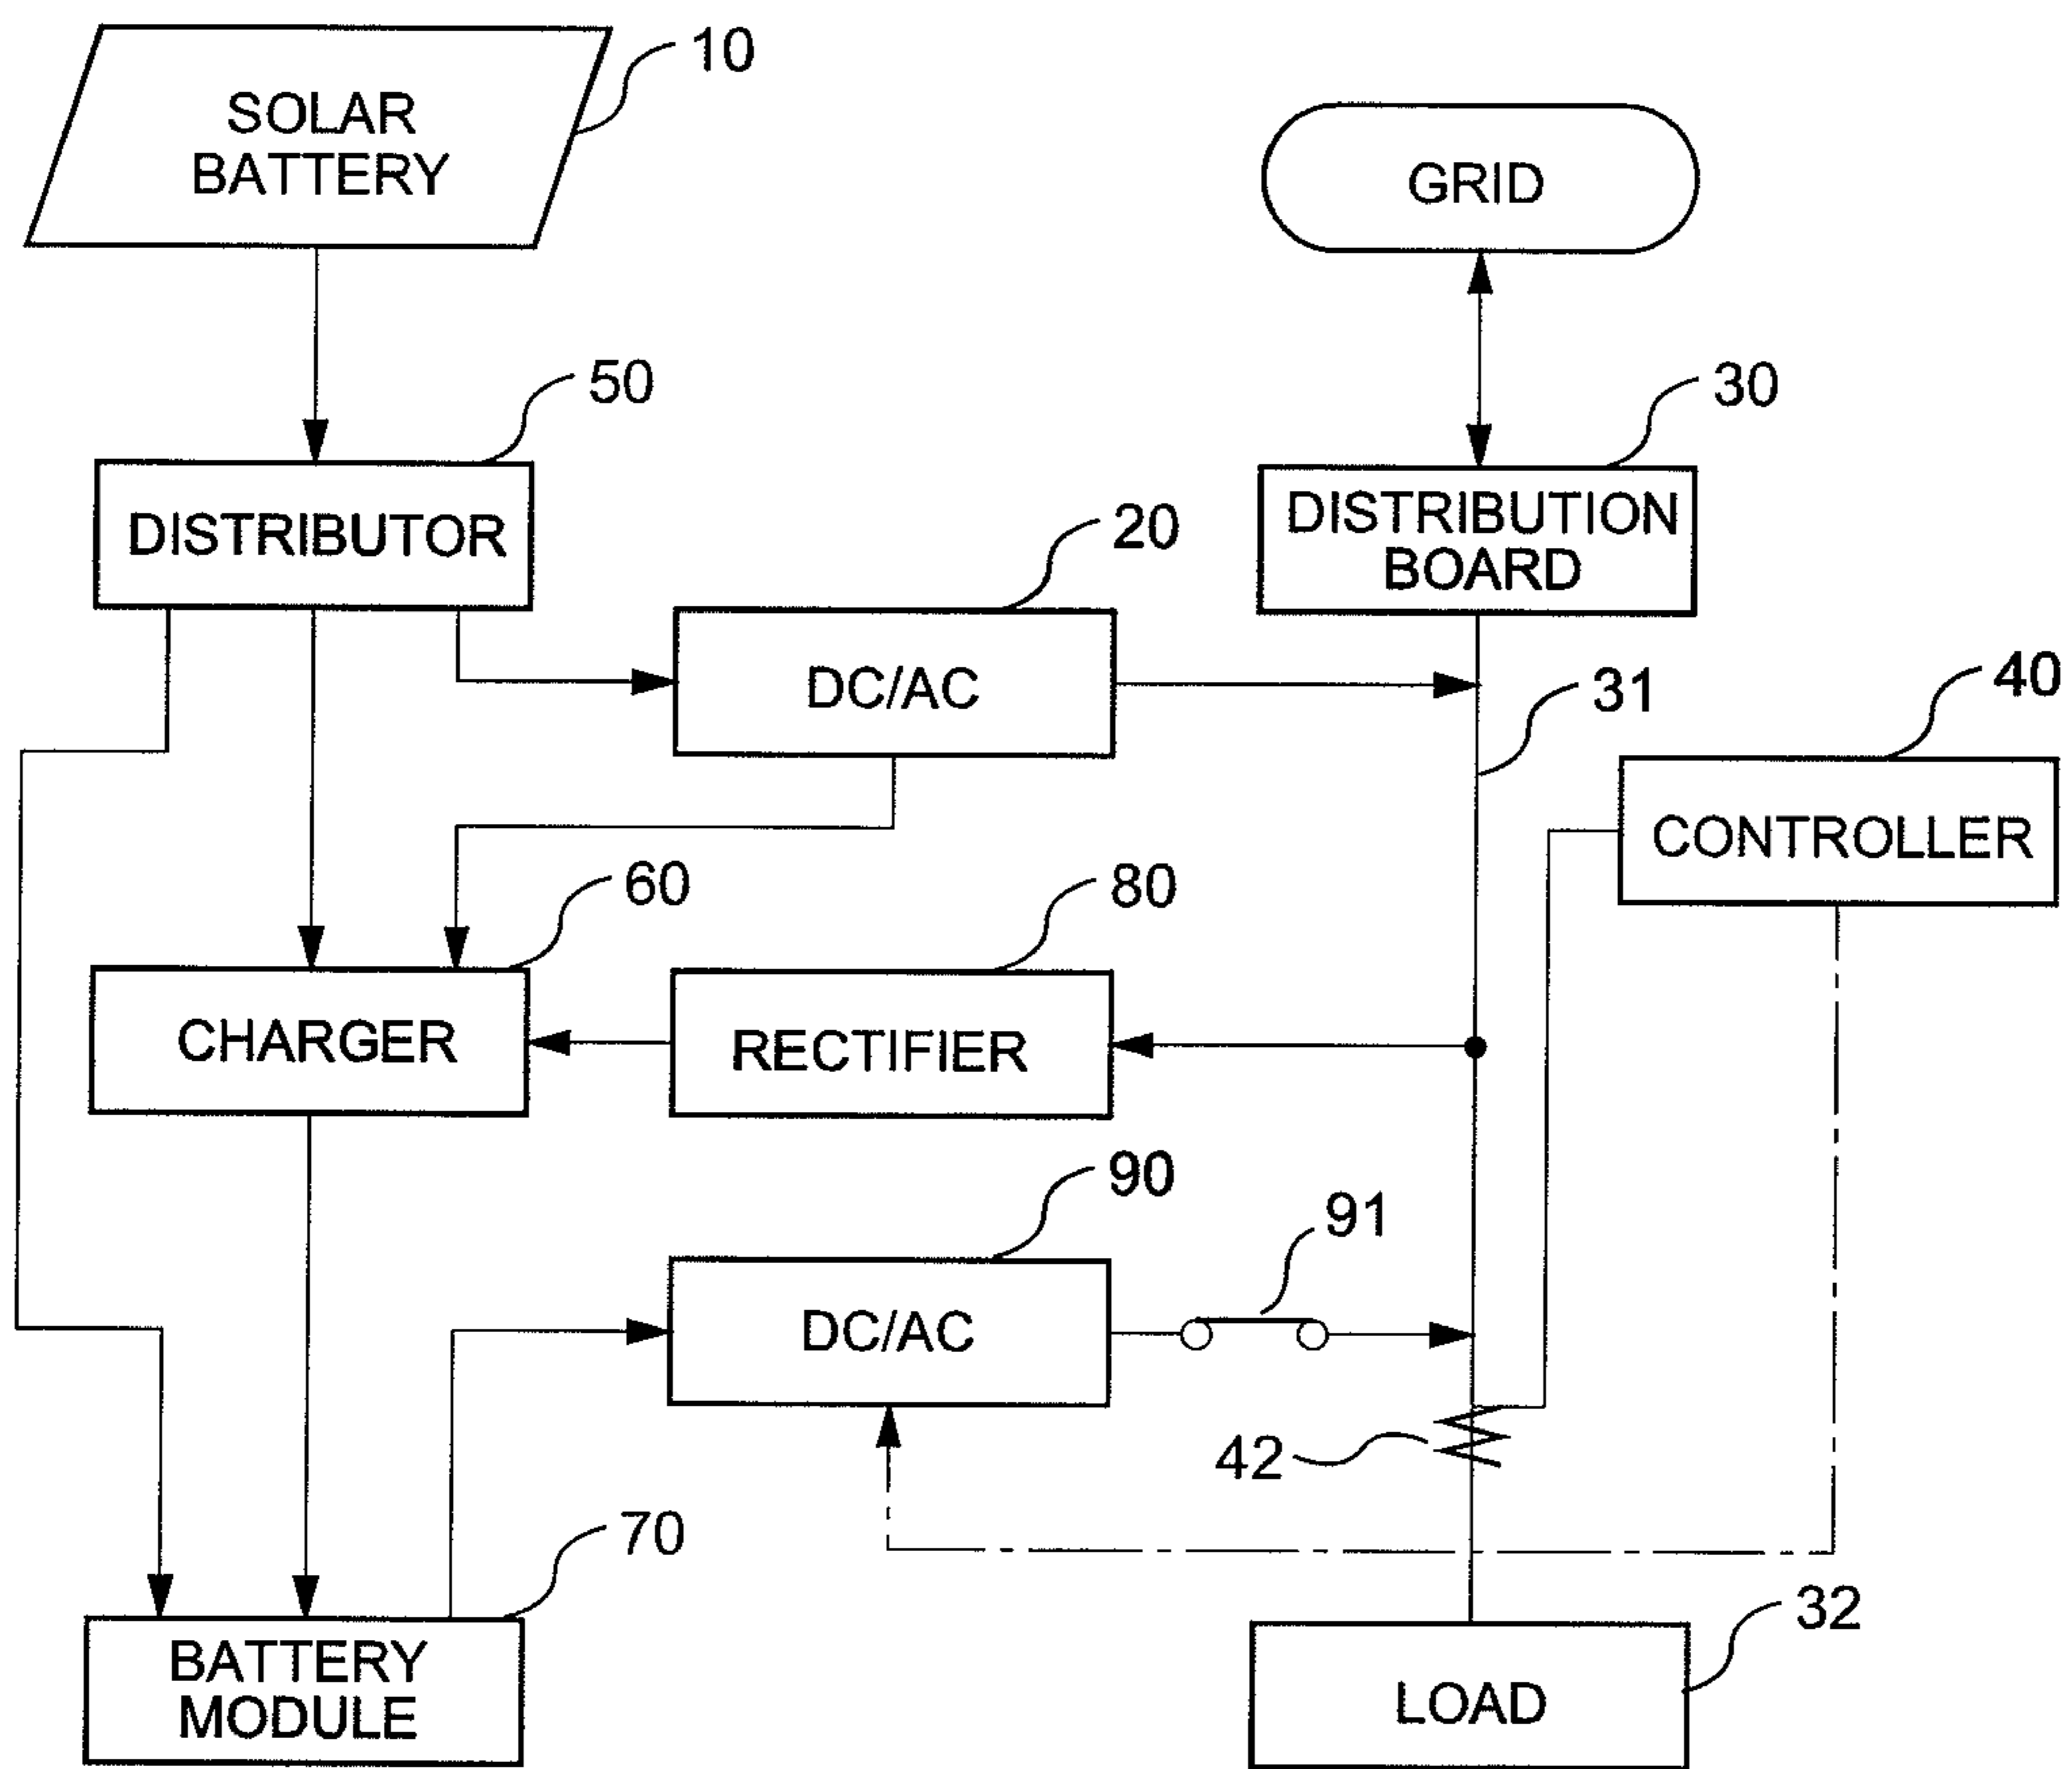 10
SOLAR
BATTERY
GRID
50
30
DISTRIBUTOR
20
DISTRIBUTION
BOARD
DC/AC
31
40
CONTROLLER
60
80
CHARGER
RECTIFIER
90
91
DC/AC
42
70
32
BATTERY
MODULE
LOAD